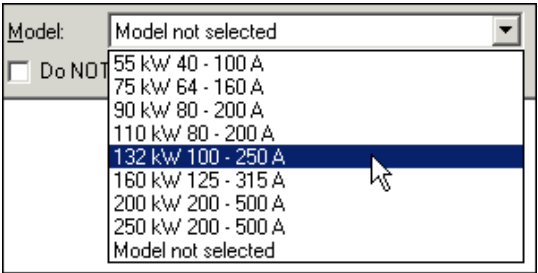 Model: Model not selected
Do NOT
55 kW 40 - 100 A
75 kW 64 - 160 A
90 kW 80 - 200 A
110 kW 80 - 200 A
132 kW 100 - 250 A
160 kW 125 - 315 A
200 kW 200 - 500 A
250 kW 200 - 500 A
Model not selected